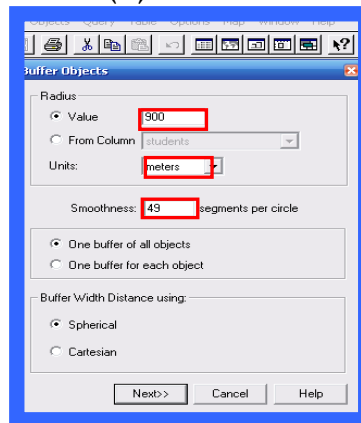 Objects Query Table Options Map Window Help
Buffer Objects
Radius
Value 900
From Column students
Units: meters
Smoothness: 49 segments per circle
One buffer of all objects
One buffer for each object
Buffer Width Distance using:
Spherical
Cartesian
Next>> Cancel Help